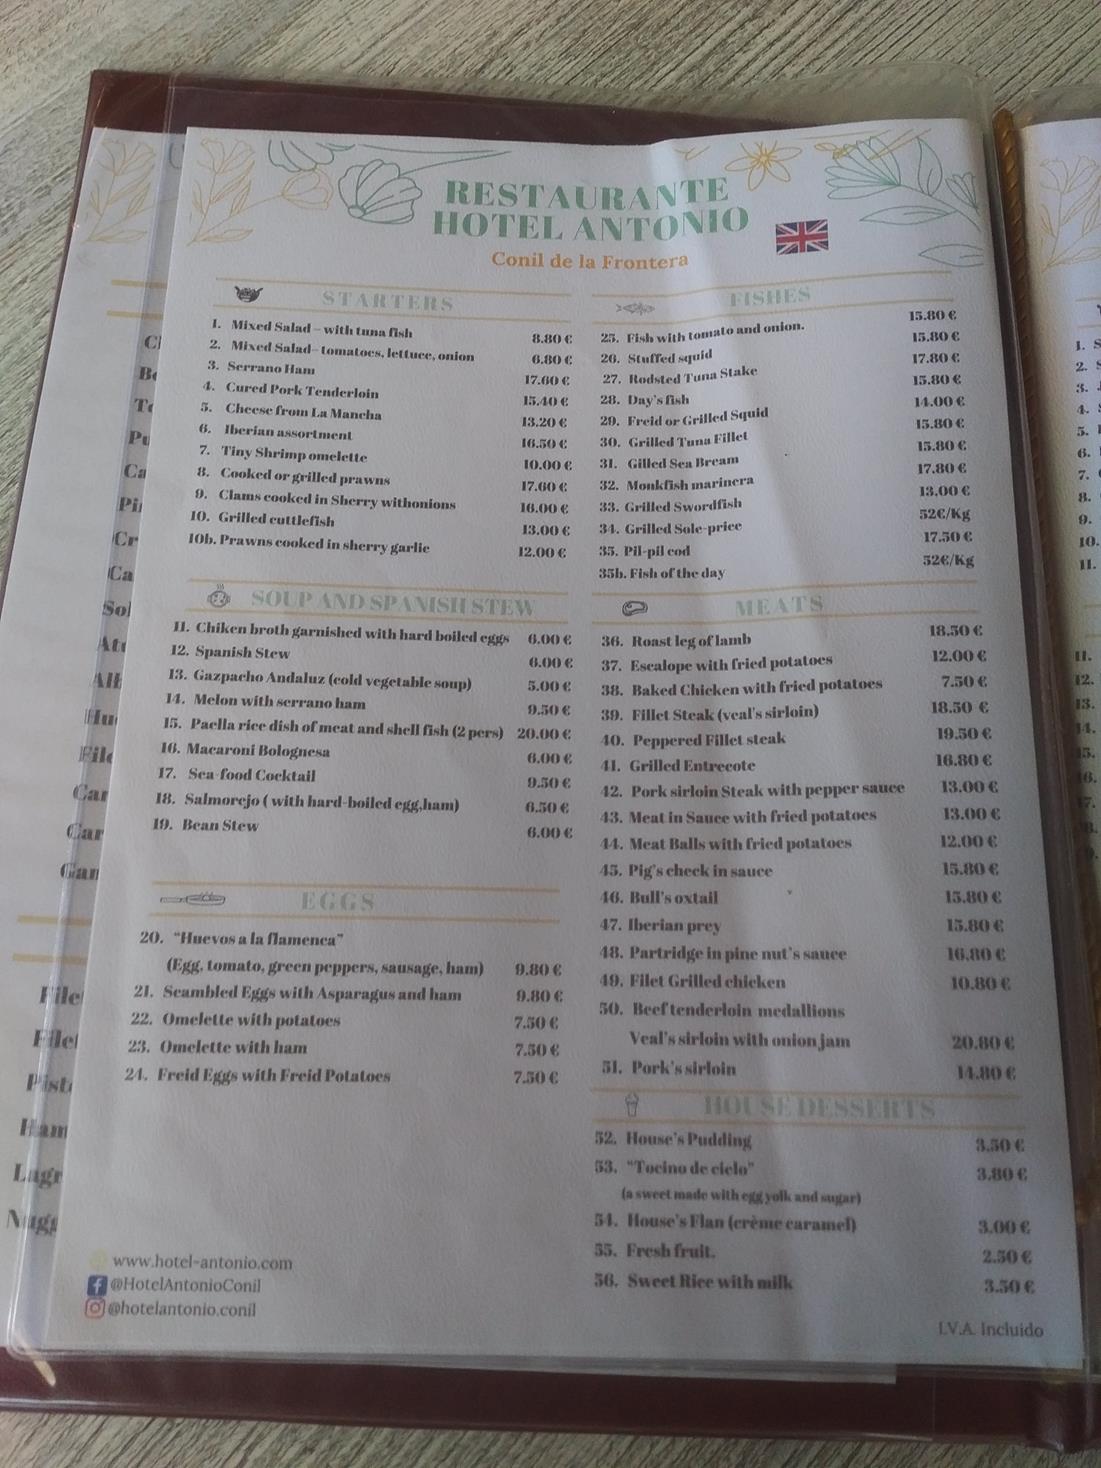 RESTAURANTE
HOTEL ANTONIO
Conil de la Frontera
STARTERS
1. Mixed Salad – with tuna fish 8.80 €
2. Mixed Salad– tomatoes, lettuce, onion 6.80 €
3. Serrano Ham 17.60 €
4. Cured Pork Tenderloin 15.40 €
5. Cheese from La Mancha 13.20 €
6. Iberian assortment 16.50 €
7. Tiny Shrimp omelette 10.00 €
8. Cooked or grilled prawns 17.60 €
9. Clams cooked in Sherry withonions 16.00 €
10. Grilled cuttlefish 13.00 €
10b. Prawns cooked in sherry garlic 12.00 €
SOUP AND SPANISH STEW
11. Chiken broth garnished with hard boiled eggs 6.00 €
12. Spanish Stew 6.00 €
13. Gazpacho Andaluz (cold vegetable soup) 5.00 €
14. Melon with serrano ham 9.50 €
15. Paella rice dish of meat and shell fish (2 pers) 20.00 €
16. Macaroni Bolognesa 6.00 €
17. Sea-food Cocktail 9.50 €
18. Salmorejo ( with hard-boiled egg,ham) 6.50 €
19. Bean Stew 6.00 €
EGGS
20. "Huevos a la flamenca"
(Egg, tomato, green peppers, sausage, ham) 9.80 €
21. Scambled Eggs with Asparagus and ham 9.80 €
22. Omelette with potatoes 7.50 €
23. Omelette with ham 7.50 €
24. Freid Eggs with Freid Potatoes 7.50 €
FISHES
25. Fish with tomato and onion. 15.80 €
26. Stuffed squid 15.80 €
27. Rodsted Tuna Stake 17.80 €
28. Day's fish 15.80 €
29. Freid or Grilled Squid 14.00 €
30. Grilled Tuna Fillet 15.80 €
31. Gilled Sea Bream 15.80 €
32. Monkfish marinera 17.80 €
33. Grilled Swordfish 13.00 €
34. Grilled Sole-price 52€/Kg
35. Pil-pil cod 17.50 €
35b. Fish of the day 52€/Kg
MEATS
36. Roast leg of lamb 18.50 €
37. Escalope with fried potatoes 12.00 €
38. Baked Chicken with fried potatoes 7.50 €
39. Fillet Steak (veal's sirloin) 18.50 €
40. Peppered Fillet steak 19.50 €
41. Grilled Entrecote 16.80 €
42. Pork sirloin Steak with pepper sauce 13.00 €
43. Meat in Sauce with fried potatoes 13.00 €
44. Meat Balls with fried potatoes 12.00 €
45. Pig's cheek in sauce 15.80 €
46. Bull's oxtail 15.80 €
47. Iberian prey 15.80 €
48. Partridge in pine nut's sauce 16.80 €
49. Filet Grilled chicken 10.80 €
50. Beef tenderloin medallions
Veal's sirloin with onion jam 20.80 €
51. Pork's sirloin 14.80 €
HOUSE DESSERTS
52. House's Pudding 3.50 €
53. "Tocino de cielo" 3.80 €
(a sweet made with egg yolk and sugar)
54. House's Flan (crème caramel) 3.00 €
55. Fresh fruit. 2.50 €
56. Sweet Rice with milk 3.50 €
www.hotel-antonio.com
@HotelAntonioConil
@hotelantonio.conil
I.V.A. Incluido